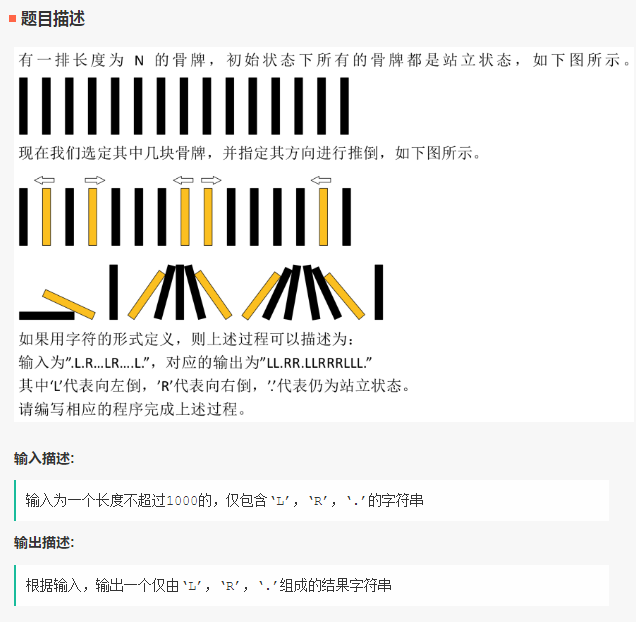 题目描述
有一排长度为 N 的骨牌，初始状态下所有的骨牌都是站立状态，如下图所示。
现在我们选定其中几块骨牌，并指定其方向进行推倒，如下图所示。
如果用字符的形式定义，则上述过程可以描述为：
输入为”.L.R...LR....L.”，对应的输出为”LL.RR.LLRRRLLL.”
其中‘L’代表向左倒，’R’代表向右倒，’.’代表仍为站立状态。
请编写相应的程序完成上述过程。
输入描述:
输入为一个长度不超过1000的，仅包含‘L’，‘R’，‘.’的字符串
输出描述:
根据输入，输出一个仅由‘L’，‘R’，‘.’组成的结果字符串